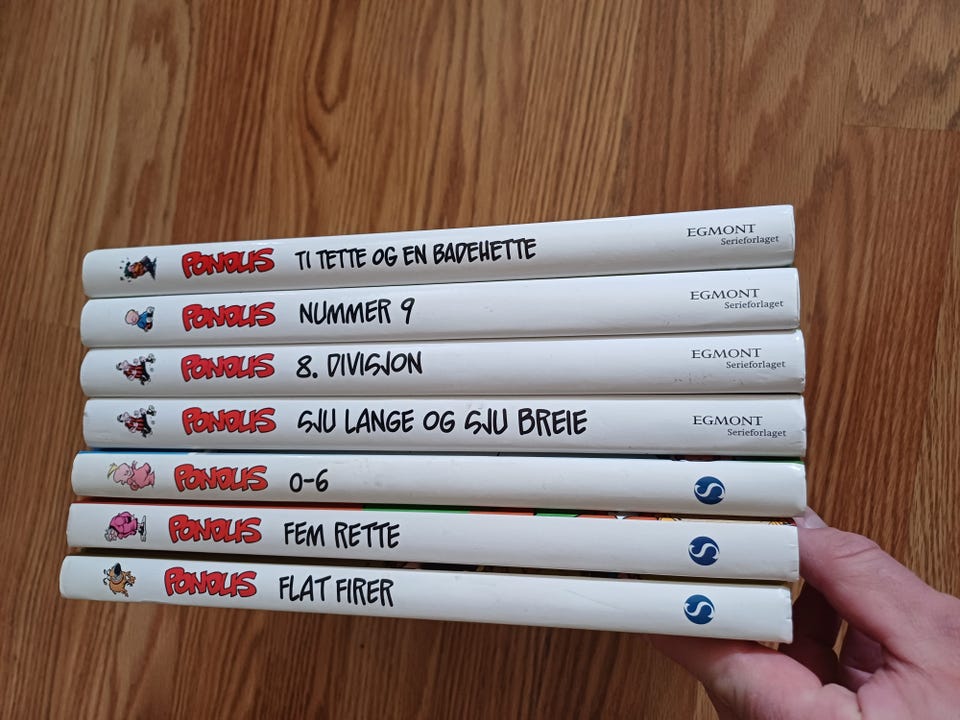 PONDUS TI TETTE OG EN BADEHETTE EGMONT
Serieforlaget
PONDUS NUMMER 9 EGMONT
Serieforlaget
PONDUS 8. DIVISJON EGMONT
Serieforlaget
PONDUS SJU LANGE OG SJU BREIE EGMONT
Serieforlaget
PONDUS 0-6 S
PONDUS FEM RETTE S
PONDUS FLAT FIRER S